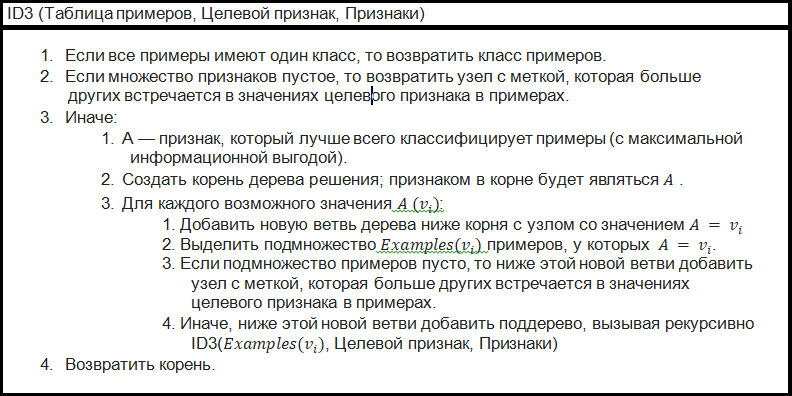 ID3 (Таблица примеров, Целевой признак, Признаки)
1. Если все примеры имеют один класс, то возвратить класс примеров.
2. Если множество признаков пустое, то возвратить узел с меткой, которая больше
других встречается в значениях целевого признака в примерах.
3. Иначе:
1. А — признак, который лучше всего классифицирует примеры (с максимальной
информационной выгодой).
2. Создать корень дерева решения; признаком в корне будет являться 𝐴 .
3. Для каждого возможного значения 𝐴 (𝑣ᵢ):
1. Добавить новую ветвь дерева ниже корня с узлом со значением 𝐴 = 𝑣ᵢ
2. Выделить подмножество 𝐸𝑥𝑎𝑚𝑝𝑙𝑒𝑠(𝑣ᵢ) примеров, у которых 𝐴 = 𝑣ᵢ.
3. Если подмножество примеров пусто, то ниже этой новой ветви добавить
узел с меткой, которая больше других встречается в значениях
целевого признака в примерах.
4. Иначе, ниже этой новой ветви добавить поддерево, вызывая рекурсивно
ID3(𝐸𝑥𝑎𝑚𝑝𝑙𝑒𝑠(𝑣ᵢ), Целевой признак, Признаки)
4. Возвратить корень.